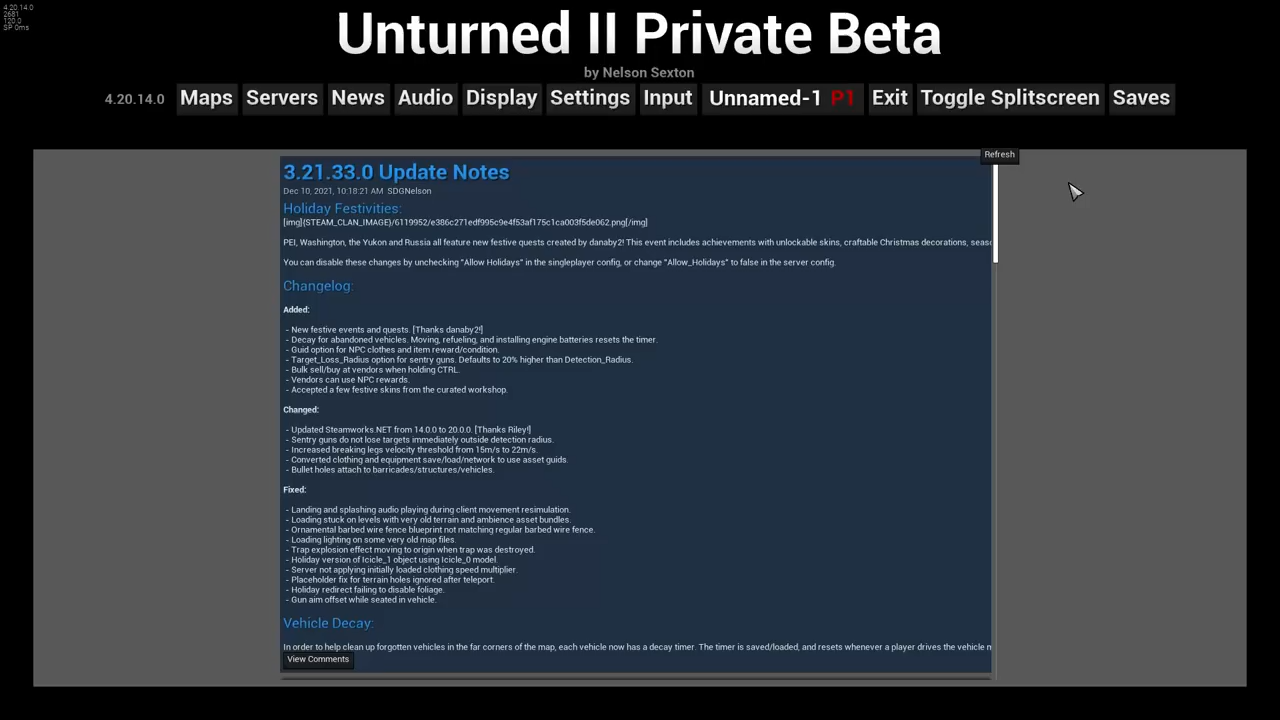 4.20.14.0
2681
120.0
SP 0ms
Unturned II Private Beta
by Nelson Sexton
4.20.14.0 Maps Servers News Audio Display Settings Input Unnamed-1 P1 Exit Toggle Splitscreen Saves
Refresh
3.21.33.0 Update Notes
Dec 10, 2021, 10:18:21 AM SDGNelson
Holiday Festivities:
[img]{STEAM_CLAN_IMAGE}/6119952/e386c271edf995c9e4f53af175c1ca003f5de062.png[/img]
PEI, Washington, the Yukon and Russia all feature new festive quests created by danaby2! This event includes achievements with unlockable skins, craftable Christmas decorations, seas
You can disable these changes by unchecking "Allow Holidays" in the singleplayer config, or change "Allow_Holidays" to false in the server config.
Changelog:
Added:
- New festive events and quests. [Thanks danaby2!]
- Decay for abandoned vehicles. Moving, refueling, and installing engine batteries resets the timer.
- Guid option for NPC clothes and item reward/condition.
- Target_Loss_Radius option for sentry guns. Defaults to 20% higher than Detection_Radius.
- Bulk sell/buy at vendors when holding CTRL.
- Vendors can use NPC rewards.
- Accepted a few festive skins from the curated workshop.
Changed:
- Updated Steamworks.NET from 14.0.0 to 20.0.0. [Thanks Riley!]
- Sentry guns do not lose targets immediately outside detection radius.
- Increased breaking legs velocity threshold from 15m/s to 22m/s.
- Converted clothing and equipment save/load/network to use asset guids.
- Bullet holes attach to barricades/structures/vehicles.
Fixed:
- Landing and splashing audio playing during client movement resimulation.
- Loading stuck on levels with very old terrain and ambience asset bundles.
- Ornamental barbed wire fence blueprint not matching regular barbed wire fence.
- Loading lighting on some very old map files.
- Trap explosion effect moving to origin when trap was destroyed.
- Holiday version of Icicle_1 object using Icicle_0 model.
- Server not applying initially loaded clothing speed multiplier.
- Placeholder fix for terrain holes ignored after teleport.
- Holiday redirect failing to disable foliage.
- Gun aim offset while seated in vehicle.
Vehicle Decay:
In order to help clean up forgotten vehicles in the far corners of the map, each vehicle now has a decay timer. The timer is saved/loaded, and resets whenever a player drives the vehicle
View Comments